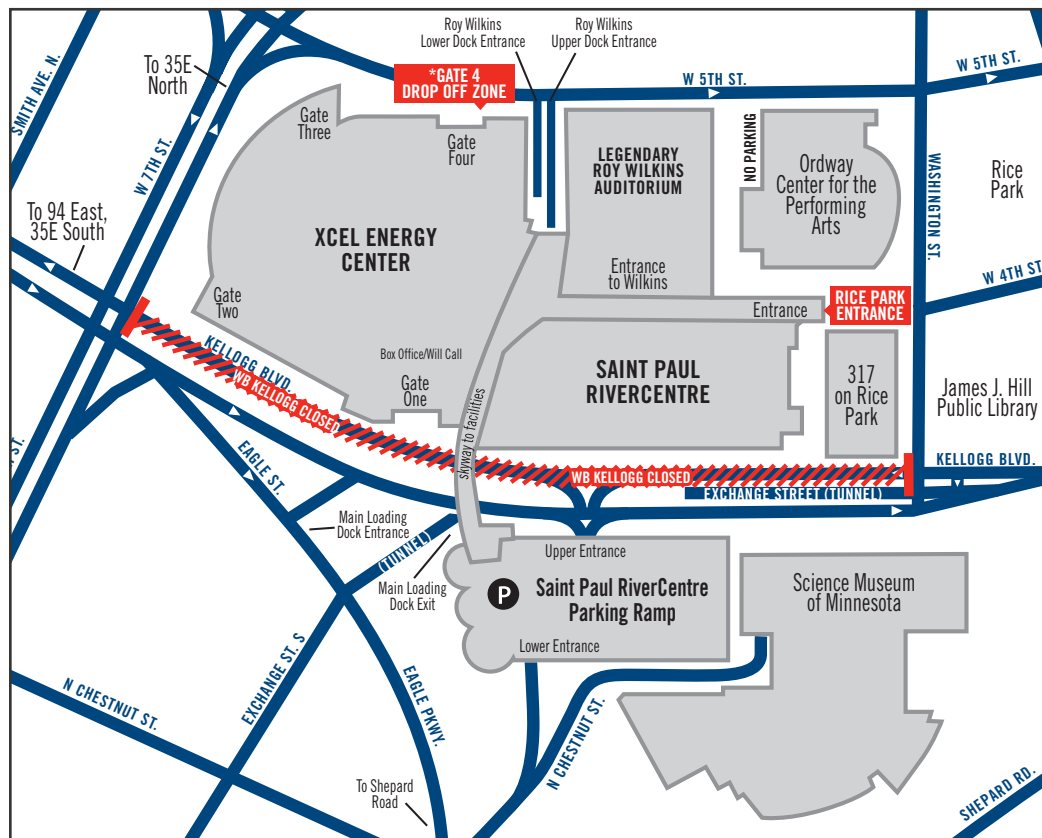 Roy Wilkins
Lower Dock Entrance
Roy Wilkins
Upper Dock Entrance
SMITH AVE. N.
To 35E
North
*GATE 4
DROP OFF ZONE
W 5TH ST.
W 5TH ST.
W 7TH ST.
Gate
Three
Gate
Four
LEGENDARY
ROY WILKINS
AUDITORIUM
NO PARKING
Ordway
Center for the
Performing
Arts
WASHINGTON ST.
Rice
Park
To 94 East,
35E South
XCEL ENERGY
CENTER
Entrance
to Wilkins
W 4TH ST.
Gate
Two
Entrance
RICE PARK
ENTRANCE
KELLOGG BLVD.
WB KELLOGG CLOSED
Box Office/Will Call
Gate
One
skyway to facilities
SAINT PAUL
RIVERCENTRE
317
on Rice
Park
James J. Hill
Public Library
ST.
EAGLE ST.
WB KELLOGG CLOSED
KELLOGG BLVD.
EXCHANGE STREET (TUNNEL)
Main Loading
Dock Entrance
(TUNNEL)
Main Loading
Dock Exit
Upper Entrance
P
Saint Paul RiverCentre
Parking Ramp
Lower Entrance
Science Museum
of Minnesota
N CHESTNUT ST.
EXCHANGE ST. S
EAGLE PKWY.
N CHESTNUT ST.
To Shepard
Road
SHEPARD RD.